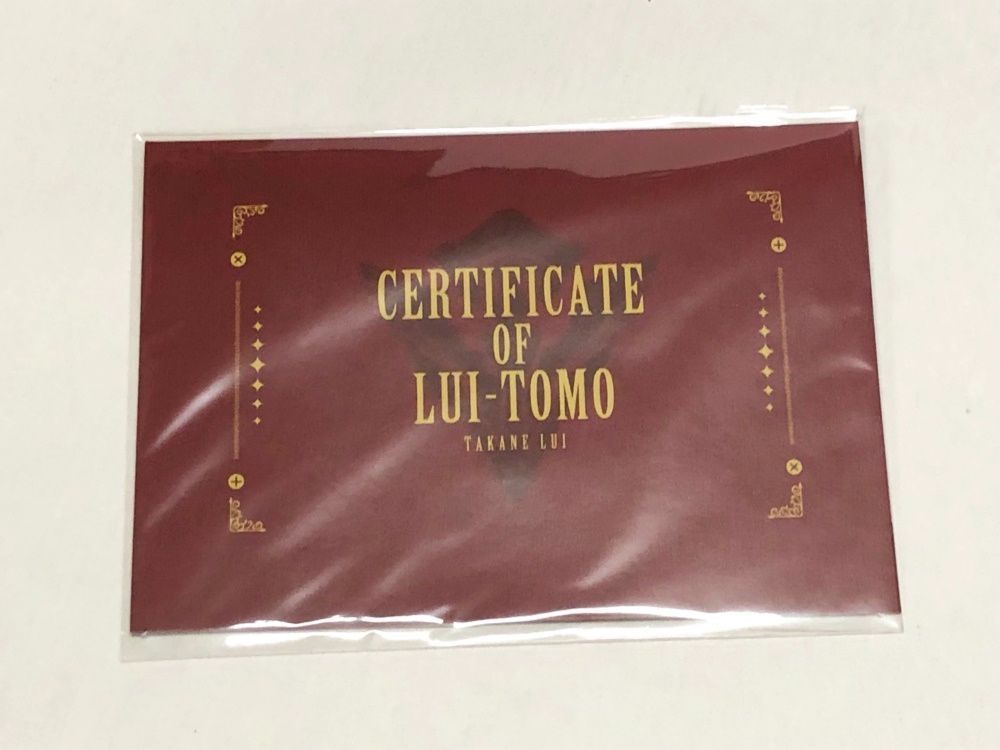 CERTIFICATE
OF
LUI-TOMO
TAKANE LUI